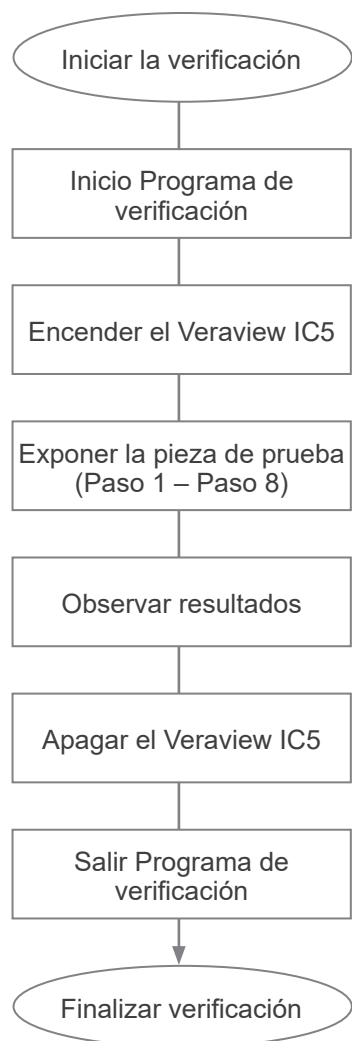 Iniciar la verificación
Inicio Programa de
verificación
Encender el Veraview IC5
Exponer la pieza de prueba
(Paso 1 – Paso 8)
Observar resultados
Apagar el Veraview IC5
Salir Programa de
verificación
Finalizar verificación